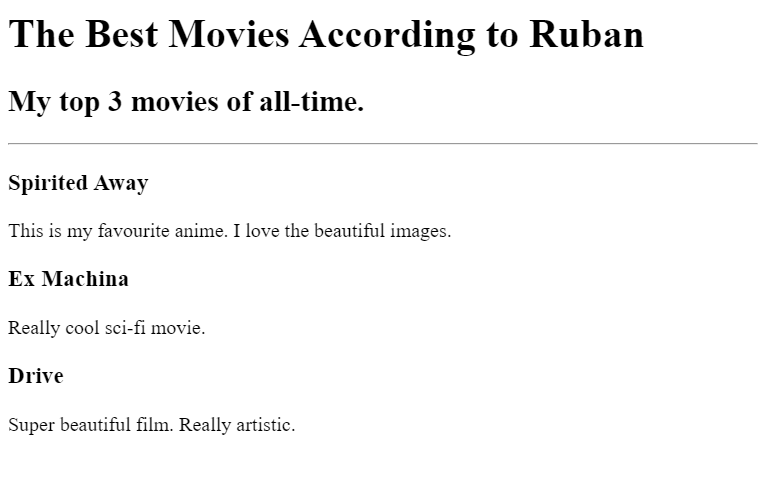 The Best Movies According to Ruban
My top 3 movies of all-time.
Spirited Away
This is my favourite anime. I love the beautiful images.
Ex Machina
Really cool sci-fi movie.
Drive
Super beautiful film. Really artistic.